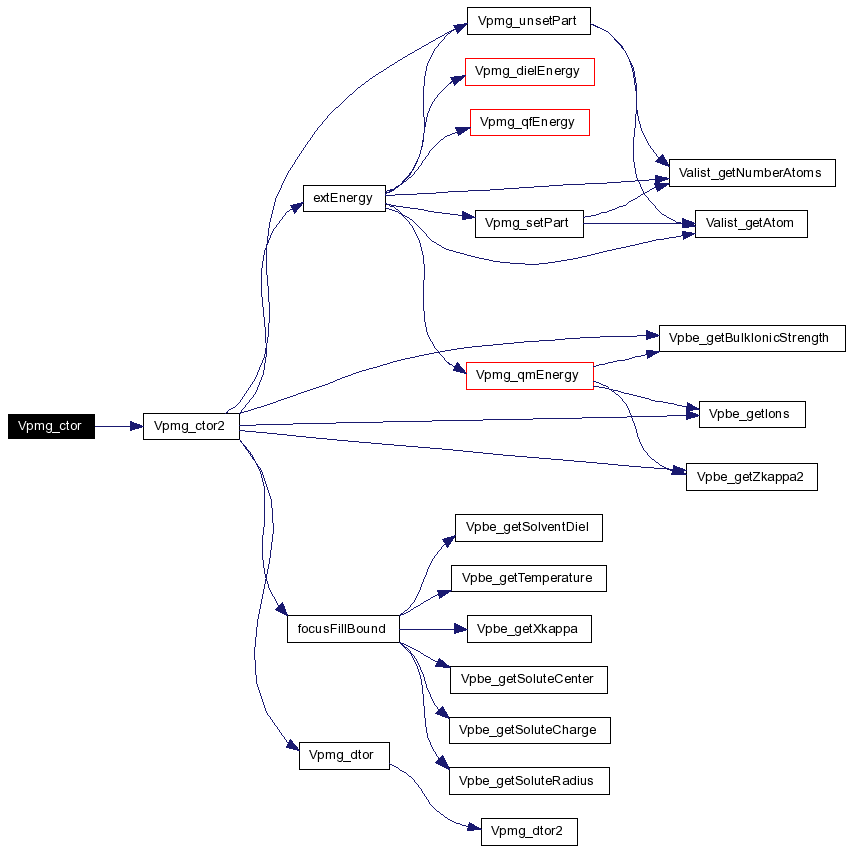 Vpmg_unsetPart
Vpmg_dielEnergy
Vpmg_qfEnergy
Valist_getNumberAtoms
extEnergy
Vpmg_setPart
Valist_getAtom
Vpbe_getBulkIonicStrength
Vpmg_qmEnergy
Vpbe_getIons
Vpmg_ctor
Vpmg_ctor2
Vpbe_getZkappa2
Vpbe_getSolventDiel
Vpbe_getTemperature
focusFillBound
Vpbe_getXkappa
Vpbe_getSoluteCenter
Vpbe_getSoluteCharge
Vpmg_dtor
Vpbe_getSoluteRadius
Vpmg_dtor2